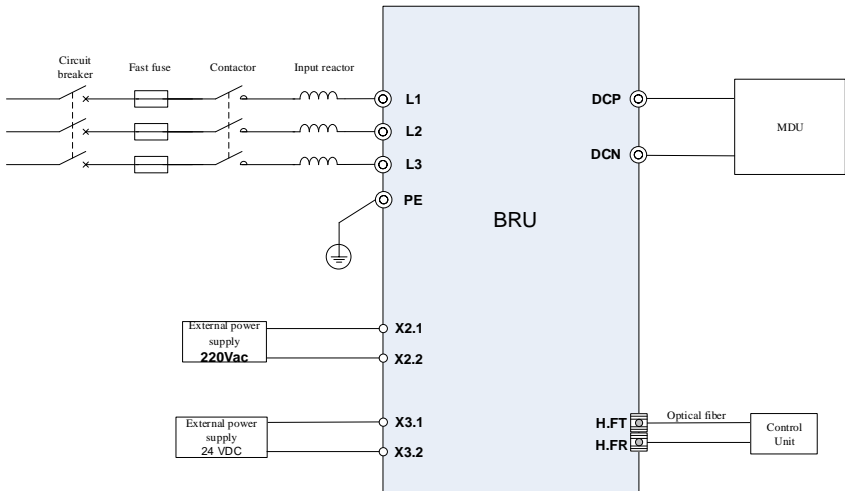 Circuit
breaker
Fast fuse
Contactor
Input reactor
L1
L2
L3
PE
DCP
DCN
MDU
BRU
External power
supply
220Vac
X2.1
X2.2
External power
supply
24 VDC
X3.1
X3.2
H.FT
H.FR
Optical fiber
Control
Unit